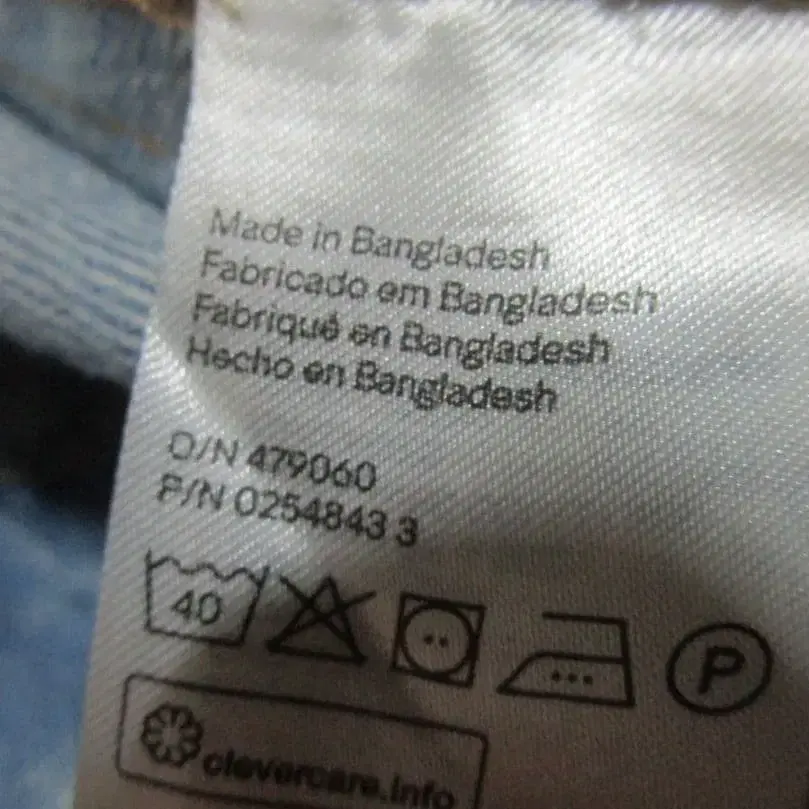 Made in Bangladesh
Fabricado em Bangladesh
Fabriqué en Bangladesh
Hecho en Bangladesh
O/N 479060
P/N 0254843 3
40
P
clevercare.info